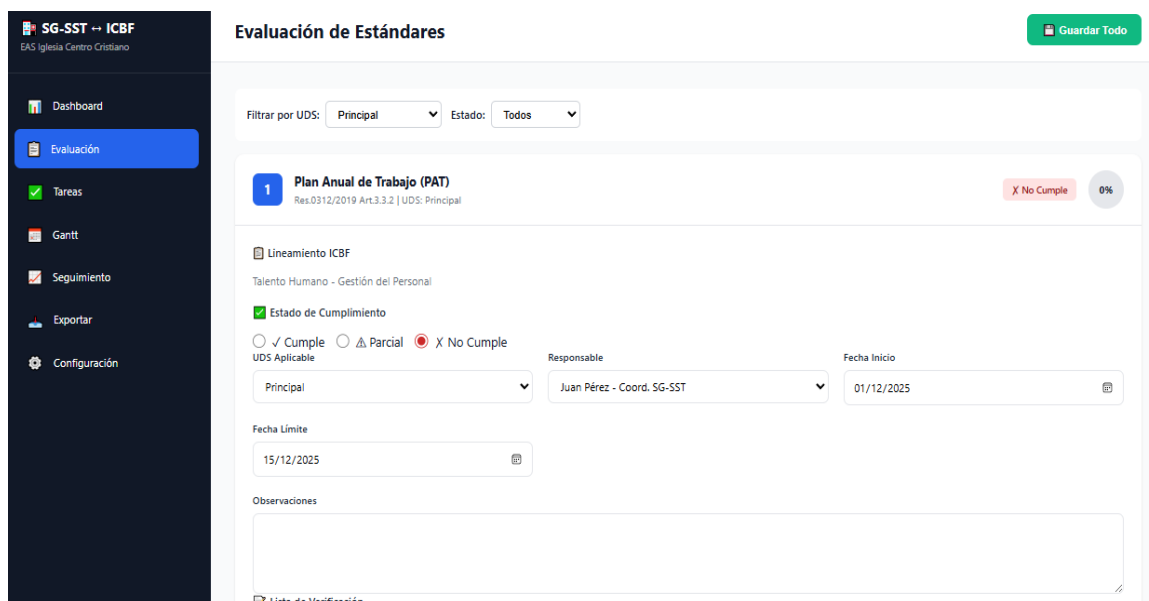 SG-SST ↔ ICBF
EAS Iglesia Centro Cristiano
Dashboard
Evaluación
Tareas
Gantt
Seguimiento
Exportar
Configuración
Evaluación de Estándares
Guardar Todo
Filtrar por UDS: Principal Estado: Todos
1
Plan Anual de Trabajo (PAT)
Res.0312/2019 Art.3.3.2 | UDS: Principal
✗ No Cumple 0%
Lineamiento ICBF
Talento Humano - Gestión del Personal
✅ Estado de Cumplimiento
✓ Cumple ⚠ Parcial ✗ No Cumple
UDS Aplicable Responsable Fecha Inicio
Principal Juan Pérez - Coord. SG-SST 01/12/2025
Fecha Límite
15/12/2025
Observaciones
Lista de Verificación